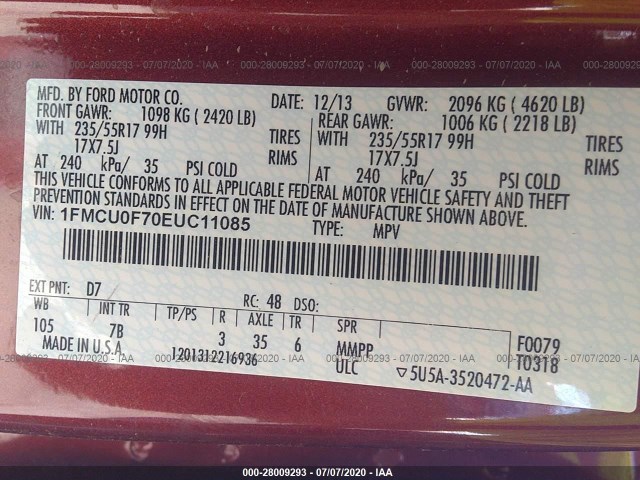 000-28009293 - 07/07/2020 - IAA
MFD. BY FORD MOTOR CO.
DATE: 12/13 GVWR: 2096 KG ( 4620 LB)
FRONT GAWR: 1098 KG ( 2420 LB) REAR GAWR: 1006 KG ( 2218 LB)
WITH 235/55R17 99H TIRES WITH 235/55R17 99H TIRES
17X7.5J RIMS 17X7.5J RIMS
AT 240 kPa/ 35 PSI COLD AT 240 kPa/ 35 PSI COLD
THIS VEHICLE CONFORMS TO ALL APPLICABLE FEDERAL MOTOR VEHICLE SAFETY AND THEFT
PREVENTION STANDARDS IN EFFECT ON THE DATE OF MANUFACTURE SHOWN ABOVE.
VIN: 1FMCU0F70EUC11085 TYPE: MPV
EXT PNT: D7 RC: 48 DSO:
WB INT TR TP/PS R AXLE TR SPR F0079
105 7B 3 35 6 MMPP T0318
MADE IN U.S.A. 1201312216936 ULC ▽5U5A-3520472-AA
000-28009293 - 07/07/2020 - IAA